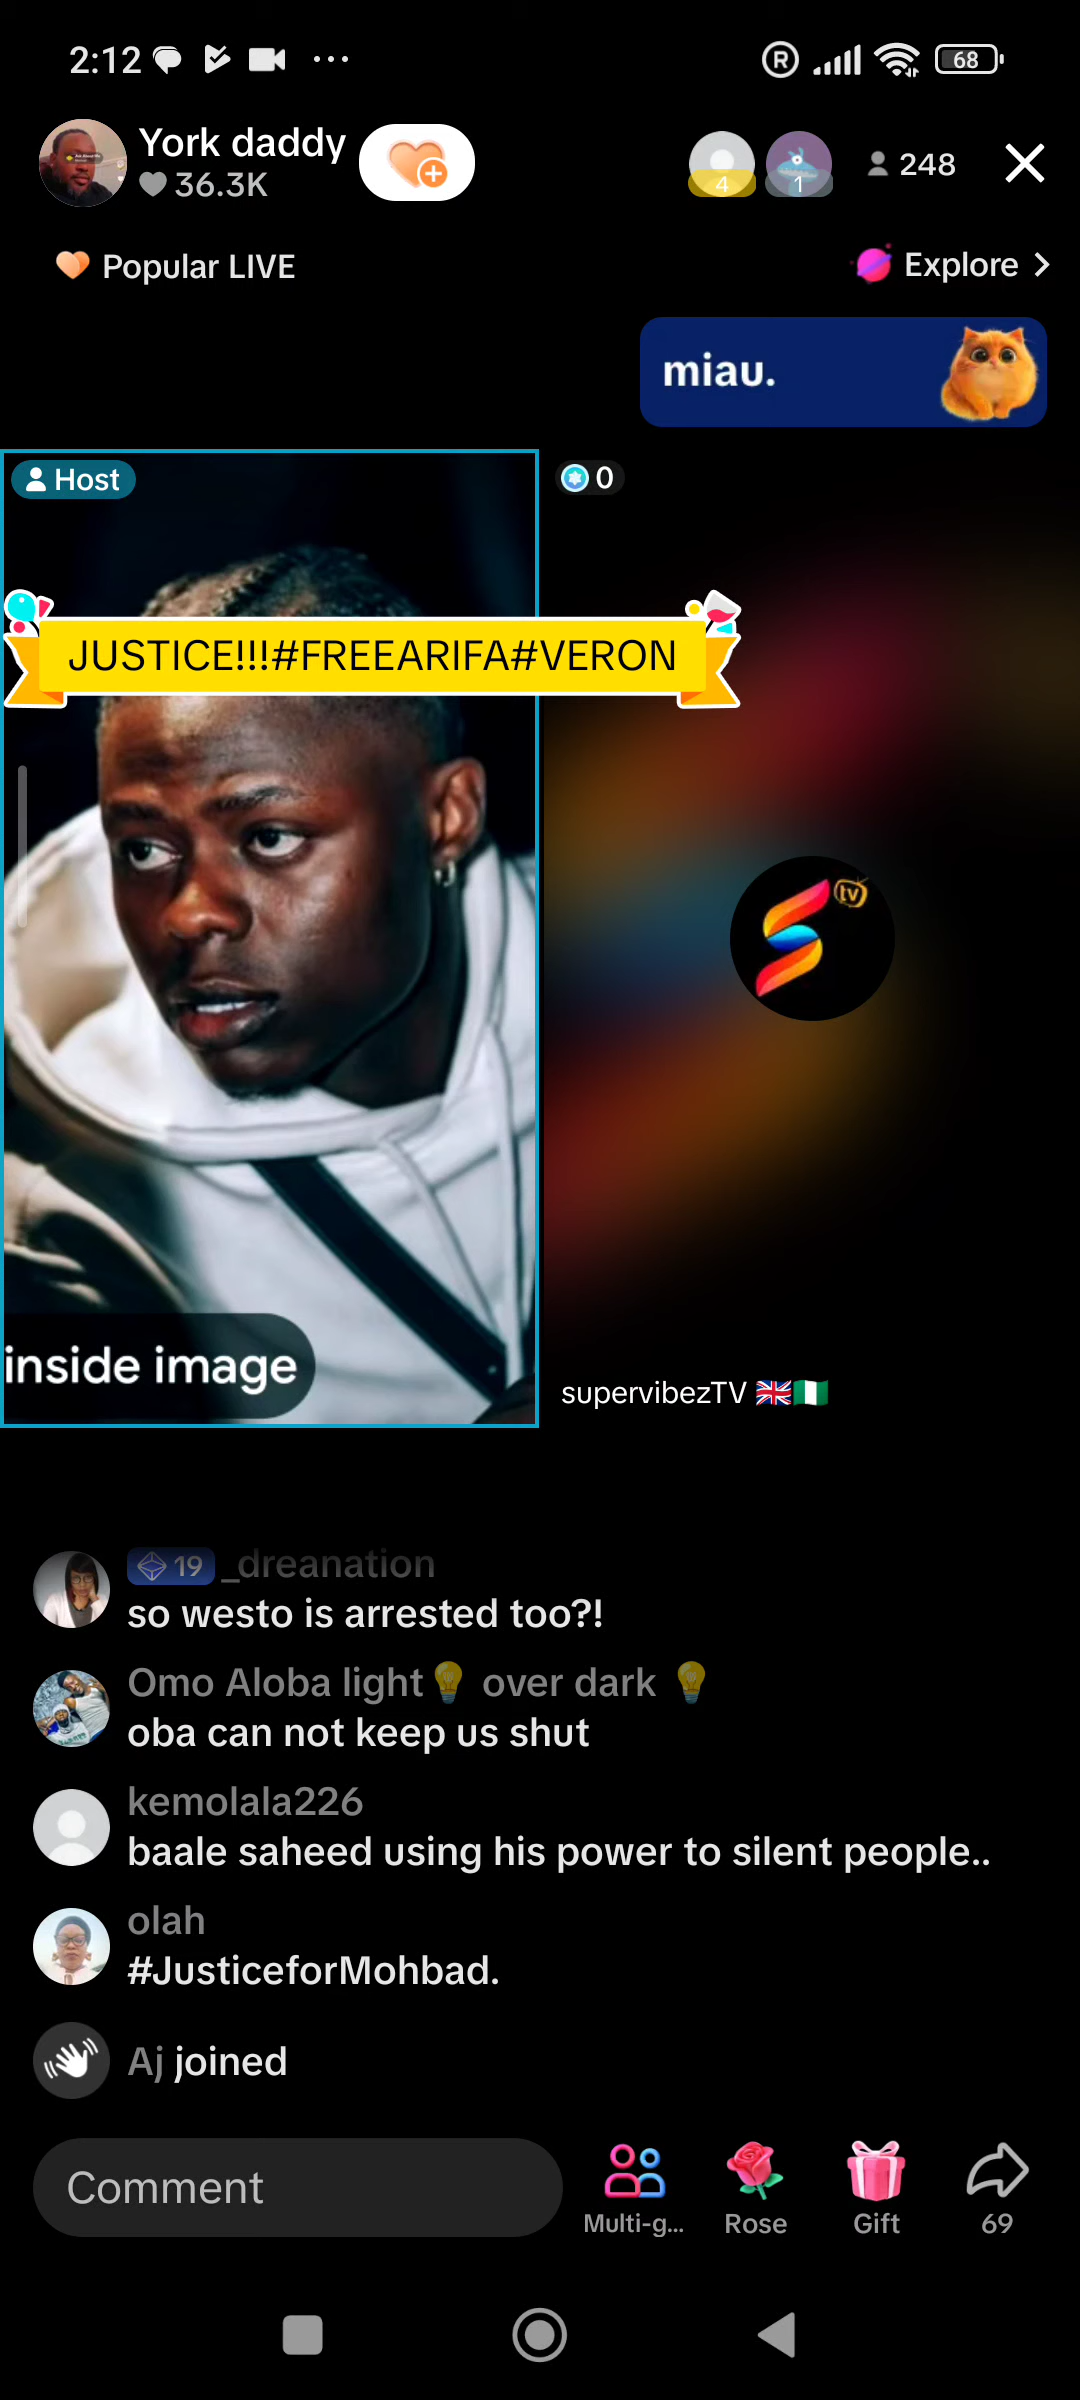 2:12
R
68
York daddy
36.3K
4
1
248
Popular LIVE
Explore
miau.
Host
0
JUSTICE!!!#FREEARIFA#VERON
tv
inside image
supervibezTV
19 _dreanation
so westo is arrested too?!
Omo Aloba light💡 over dark 💡
oba can not keep us shut
kemolala226
baale saheed using his power to silent people..
olah
#JusticeforMohbad.
Aj joined
Comment
Multi-g...
Rose
Gift
69